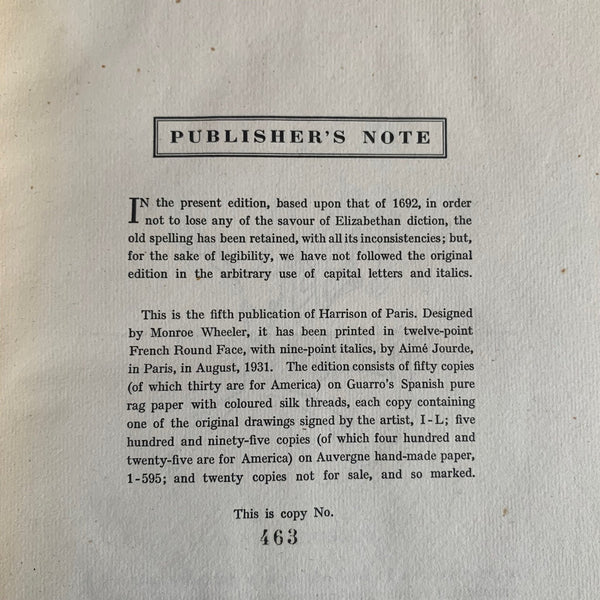 PUBLISHER'S NOTE
IN the present edition, based upon that of 1692, in order
not to lose any of the savour of Elizabethan diction, the
old spelling has been retained, with all its inconsistencies; but,
for the sake of legibility, we have not followed the original
edition in the arbitrary use of capital letters and italics.
This is the fifth publication of Harrison of Paris. Designed
by Monroe Wheeler, it has been printed in twelve-point
French Round Face, with nine-point italics, by Aimé Jourde,
in Paris, in August, 1931. The edition consists of fifty copies
(of which thirty are for America) on Guarro's Spanish pure
rag paper with coloured silk threads, each copy containing
one of the original drawings signed by the artist, I-L; five
hundred and ninety-five copies (of which four hundred and
twenty-five are for America) on Auvergne hand-made paper,
1-595; and twenty copies not for sale, and so marked.
This is copy No.
463